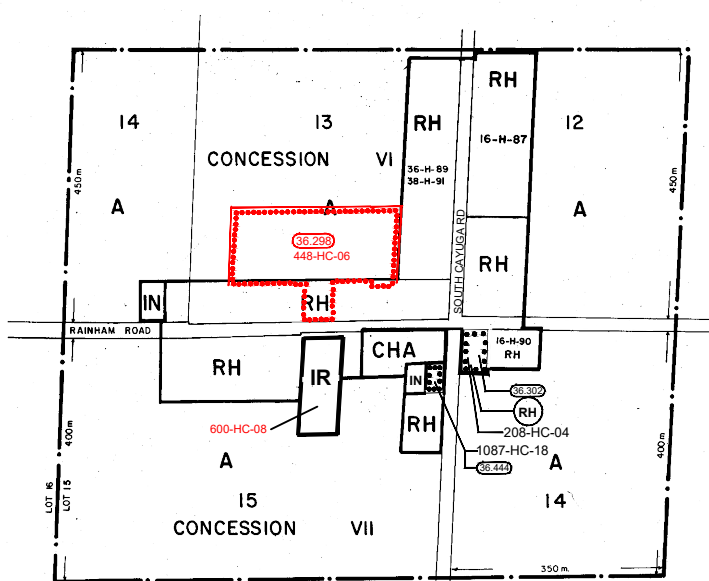 RH
14
13
12
RH
16-H-87
CONCESSION VI
36-H-89
38-H-91
450m
450m
A
A
A
SOUTH CAYUGA RD
36.298
448-HC-06
RH
IN
RH
RAINHAM ROAD
16-H-90
RH
CHA
RH
IR
IN
36.302
RH
600-HC-08
RH
208-HC-04
400m
400m
1087-HC-18
A
A
36.444
LOT 16
LOT 15
15
14
CONCESSION VII
350 m.